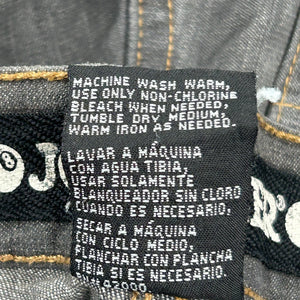 MACHINE WASH WARM,
USE ONLY NON-CHLORINE
BLEACH WHEN NEEDED,
TUMBLE DRY MEDIUM,
WARM IRON AS NEEDED.
LAVAR A MÁQUINA
CON AGUA TIBIA,
USAR SOLAMENTE
BLANQUEADOR SIN CLORO
CUANDO ES NECESARIO,
SECAR A MÁQUINA
CON CICLO MEDIO,
PLANCHAR CON PLANCHA
TIBIA SI ES NECESARIO.
8 J
R'